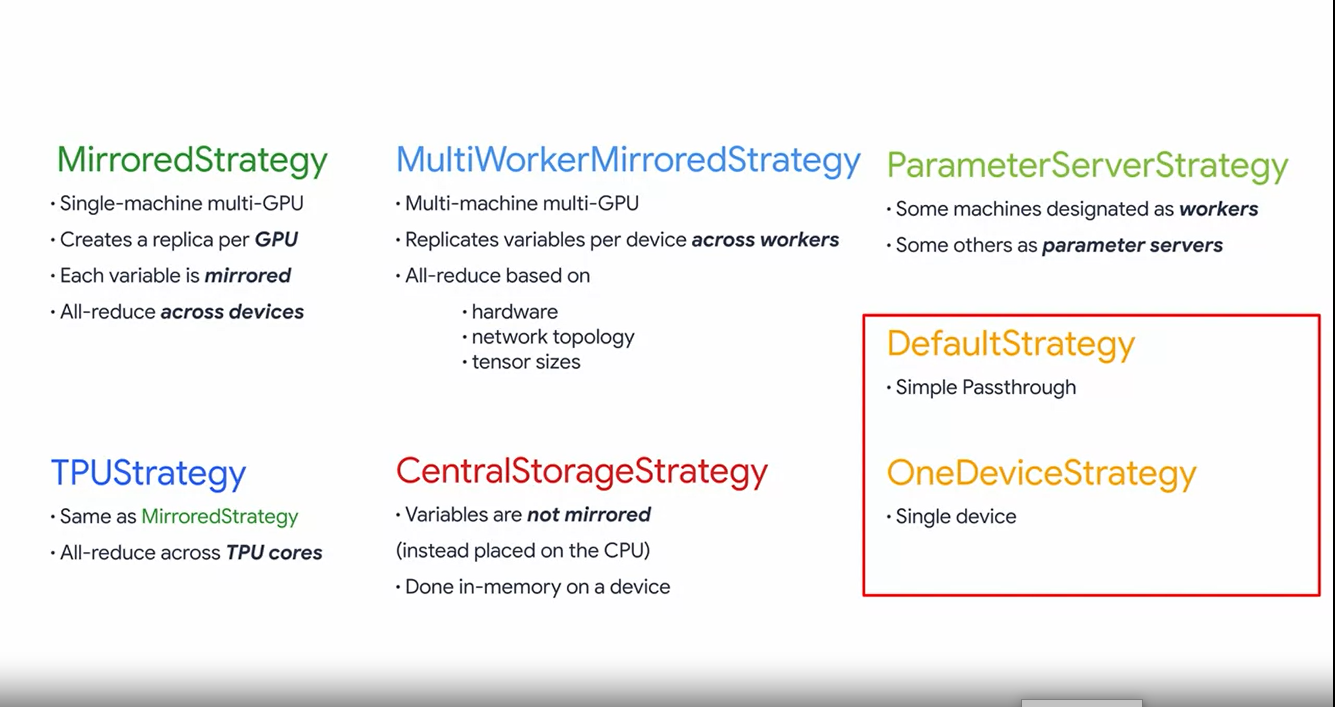 MirroredStrategy
· Single-machine multi-GPU
· Creates a replica per GPU
· Each variable is mirrored
· All-reduce across devices
MultiWorkerMirroredStrategy
· Multi-machine multi-GPU
· Replicates variables per device across workers
· All-reduce based on
· hardware
· network topology
· tensor sizes
ParameterServerStrategy
· Some machines designated as workers
· Some others as parameter servers
DefaultStrategy
· Simple Passthrough
TPUStrategy
· Same as MirroredStrategy
· All-reduce across TPU cores
CentralStorageStrategy
· Variables are not mirrored
(instead placed on the CPU)
· Done in-memory on a device
OneDeviceStrategy
· Single device